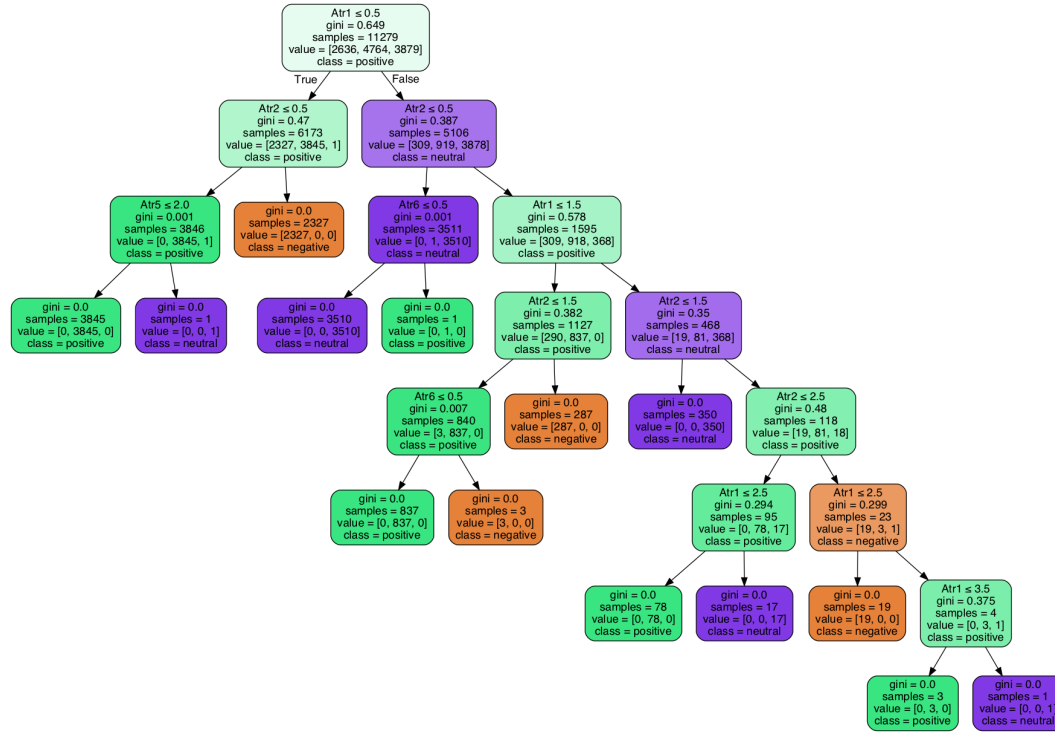 Atr1 ≤ 0.5
gini = 0.649
samples = 11279
value = [2636, 4764, 3879]
class = positive
True
False
Atr2 ≤ 0.5
gini = 0.47
samples = 6173
value = [2327, 3845, 1]
class = positive
Atr2 ≤ 0.5
gini = 0.387
samples = 5106
value = [309, 919, 3878]
class = neutral
Atr5 ≤ 2.0
gini = 0.001
samples = 3846
value = [0, 3845, 1]
class = positive
gini = 0.0
samples = 2327
value = [2327, 0, 0]
class = negative
Atr6 ≤ 0.5
gini = 0.001
samples = 3511
value = [0, 1, 3510]
class = neutral
Atr1 ≤ 1.5
gini = 0.578
samples = 1595
value = [309, 918, 368]
class = positive
gini = 0.0
samples = 3845
value = [0, 3845, 0]
class = positive
gini = 0.0
samples = 1
value = [0, 0, 1]
class = neutral
gini = 0.0
samples = 3510
value = [0, 0, 3510]
class = neutral
gini = 0.0
samples = 1
value = [0, 1, 0]
class = positive
Atr2 ≤ 1.5
gini = 0.382
samples = 1127
value = [290, 837, 0]
class = positive
Atr2 ≤ 1.5
gini = 0.35
samples = 468
value = [19, 81, 368]
class = neutral
Atr6 ≤ 0.5
gini = 0.007
samples = 840
value = [3, 837, 0]
class = positive
gini = 0.0
samples = 287
value = [287, 0, 0]
class = negative
gini = 0.0
samples = 350
value = [0, 0, 350]
class = neutral
Atr2 ≤ 2.5
gini = 0.48
samples = 118
value = [19, 81, 18]
class = positive
gini = 0.0
samples = 837
value = [0, 837, 0]
class = positive
gini = 0.0
samples = 3
value = [3, 0, 0]
class = negative
Atr1 ≤ 2.5
gini = 0.294
samples = 95
value = [0, 78, 17]
class = positive
Atr1 ≤ 2.5
gini = 0.299
samples = 23
value = [19, 3, 1]
class = negative
gini = 0.0
samples = 78
value = [0, 78, 0]
class = positive
gini = 0.0
samples = 17
value = [0, 0, 17]
class = neutral
gini = 0.0
samples = 19
value = [19, 0, 0]
class = negative
Atr1 ≤ 3.5
gini = 0.375
samples = 4
value = [0, 3, 1]
class = positive
gini = 0.0
samples = 3
value = [0, 3, 0]
class = positive
gini = 0.0
samples = 1
value = [0, 0, 1
class = neutral